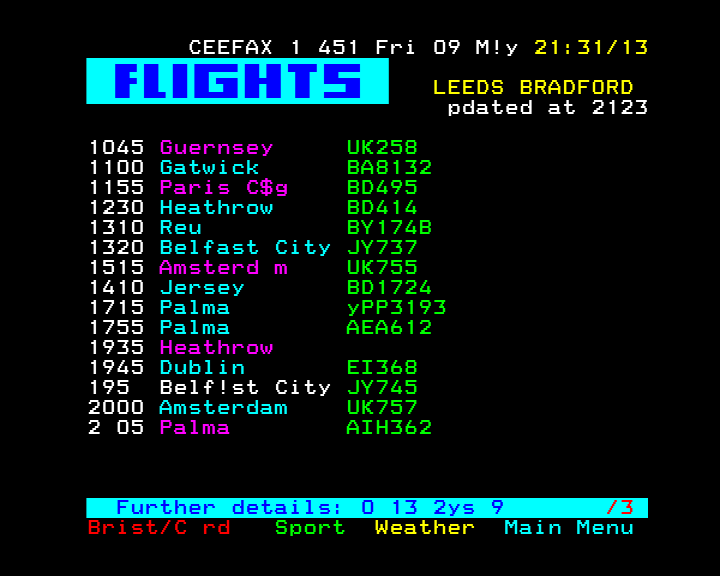 CEEFAX 1 451 Fri 09 M!y 21:31/13
FLIGHTS
LEEDS BRADFORD
pdated at 2123
1045 Guernsey UK258
1100 Gatwick BA8132
1155 Paris C$g BD495
1230 Heathrow BD414
1310 Reu BY174B
1320 Belfast City JY737
1515 Amsterd m UK755
1410 Jersey BD1724
1715 Palma yPP3193
1755 Palma AEA612
1935 Heathrow
1945 Dublin EI368
195 Belf!st City JY745
2000 Amsterdam UK757
2 05 Palma AIH362
Further details: 0 13 2ys 9 /3
Brist/C rd Sport Weather Main Menu